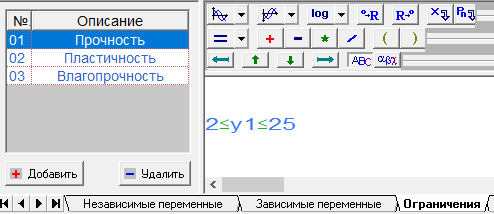 № Описание
01 Прочность
02 Пластичность
03 Влагопрочность
Добавить Удалить
log →R R→
= + − * / ( )
ABC αβχ
2≤y1≤25
Независимые переменные Зависимые переменные Ограничения